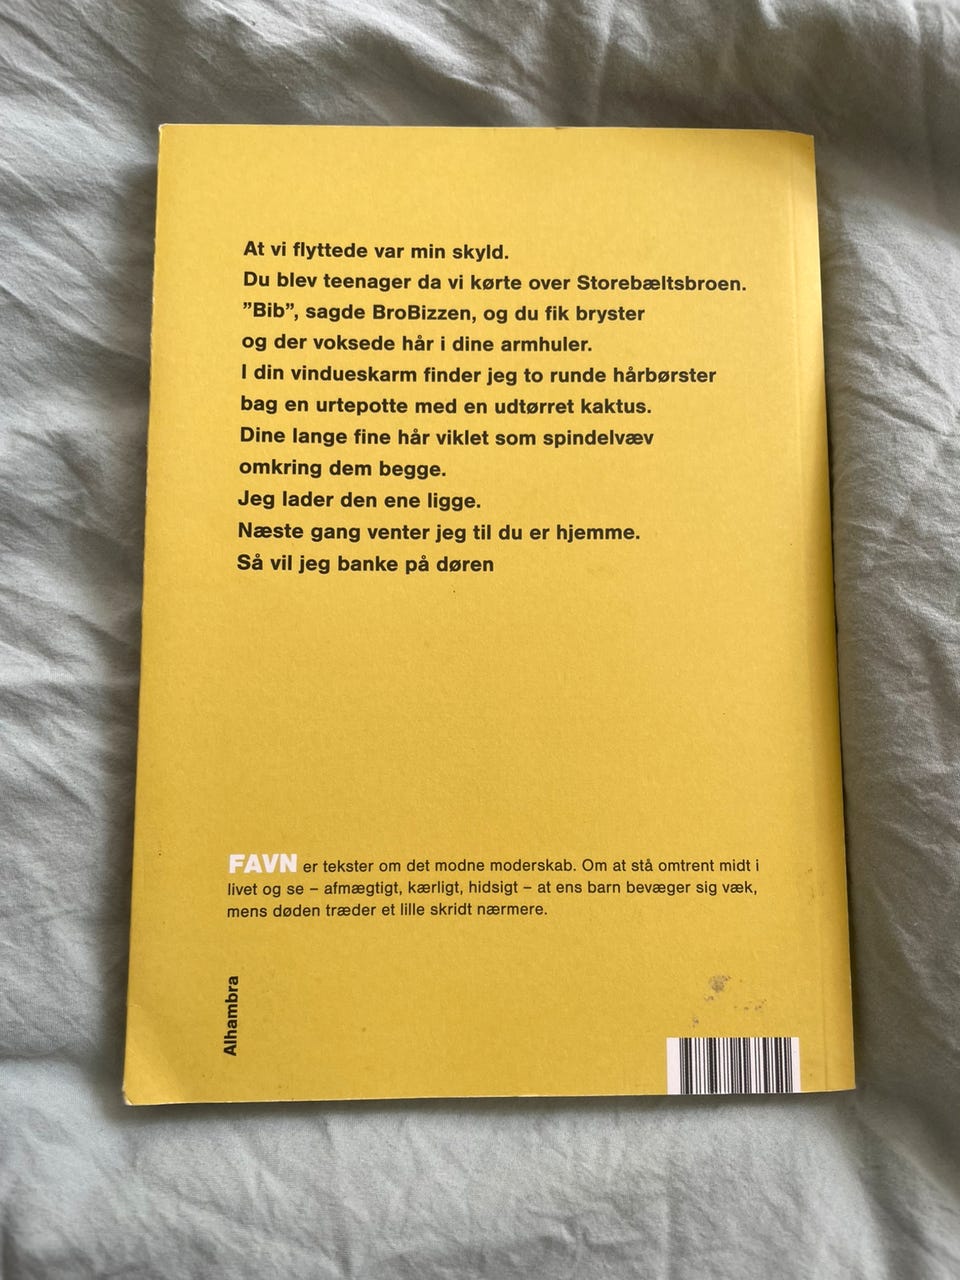 At vi flyttede var min skyld.
Du blev teenager da vi kørte over Storebæltsbroen.
”Bib”, sagde BroBizzen, og du fik bryster
og der voksede hår i dine armhuler.
I din vindueskarm finder jeg to runde hårbørster
bag en urtepotte med en udtørret kaktus.
Dine lange fine hår viklet som spindelvæv
omkring dem begge.
Jeg lader den ene ligge.
Næste gang venter jeg til du er hjemme.
Så vil jeg banke på døren
FAVN er tekster om det modne moderskab. Om at stå omtrent midt i
livet og se – afmægtigt, kærligt, hidsigt – at ens barn bevæger sig væk,
mens døden træder et lille skridt nærmere.
Alhambra